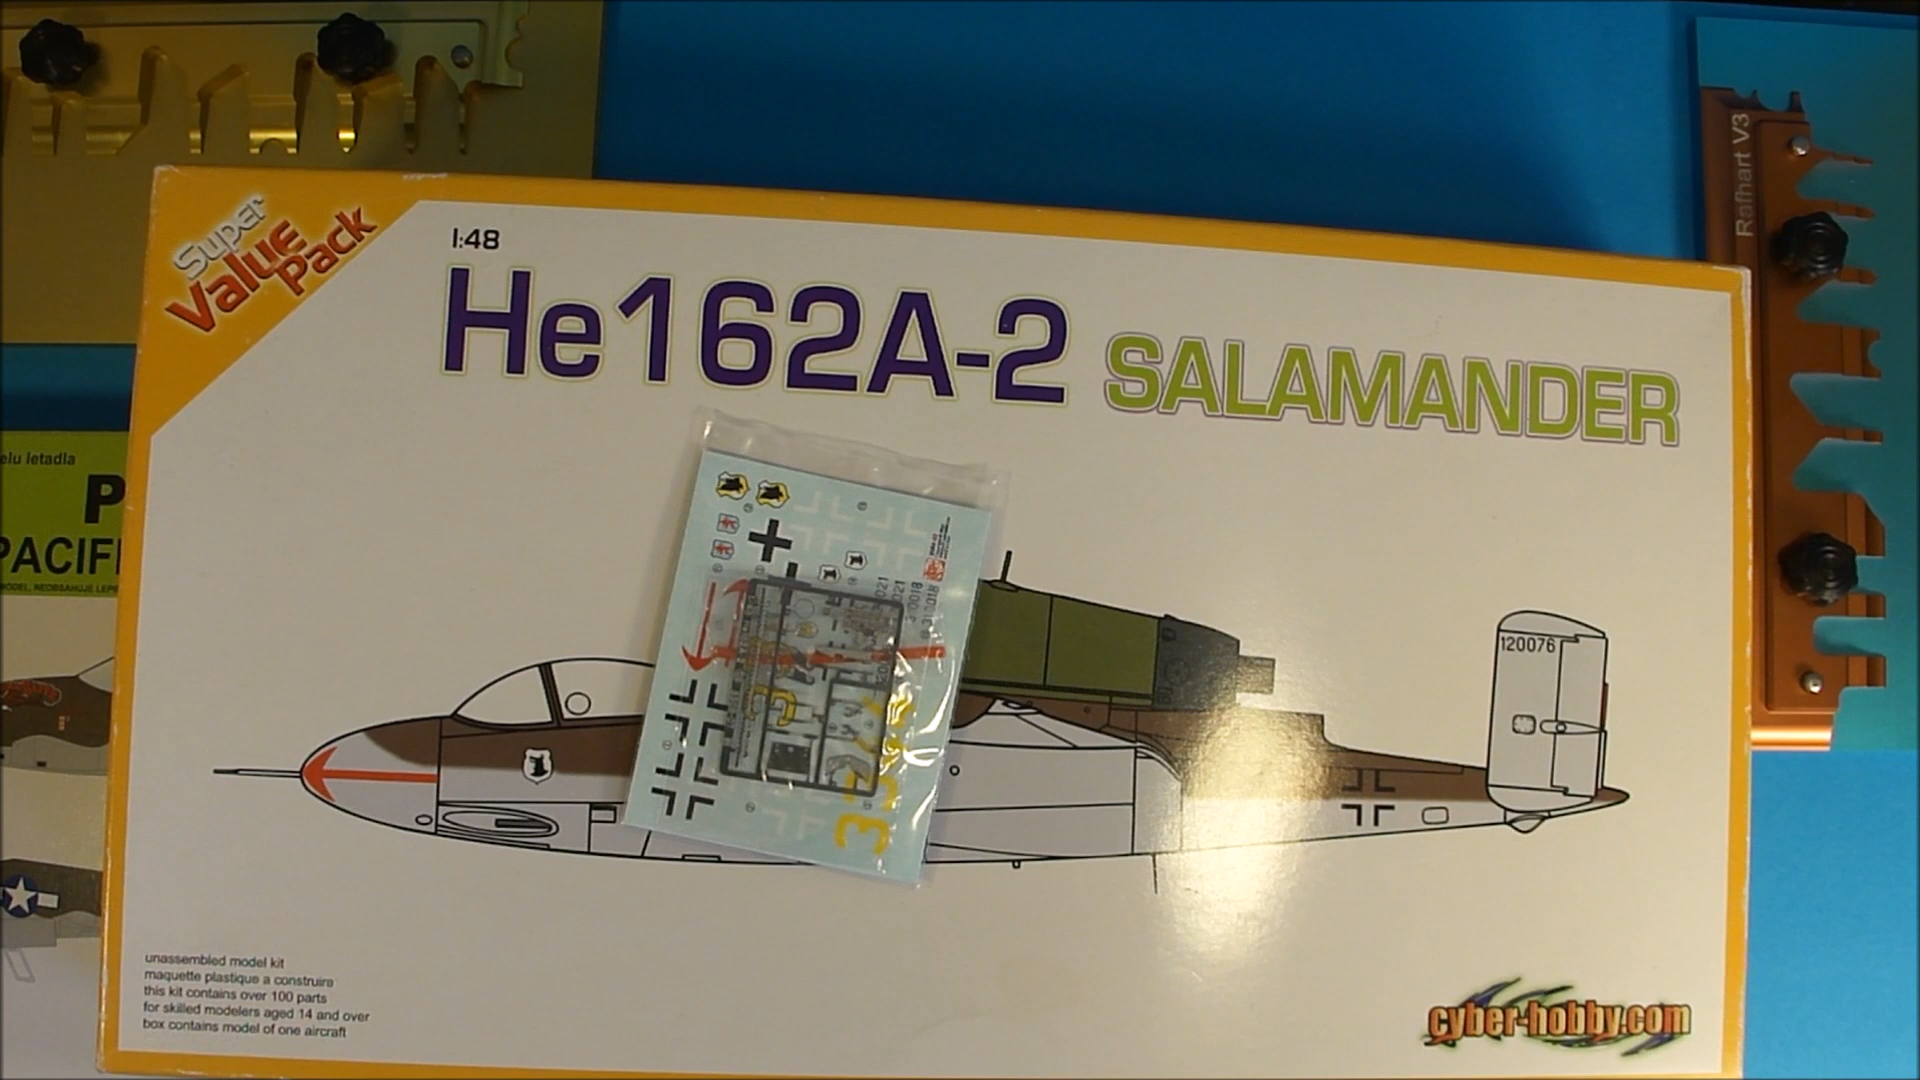 Super
Value
Pack
1:48
He162A-2 SALAMANDER
Rafhart V3
elu letadla
P
PACIFI
120076
310018
unassembled model kit
maquette plastique a construire
this kit contains over 100 parts
for skilled modelers aged 14 and over
box contains model of one aircraft
cyber-hobby.com